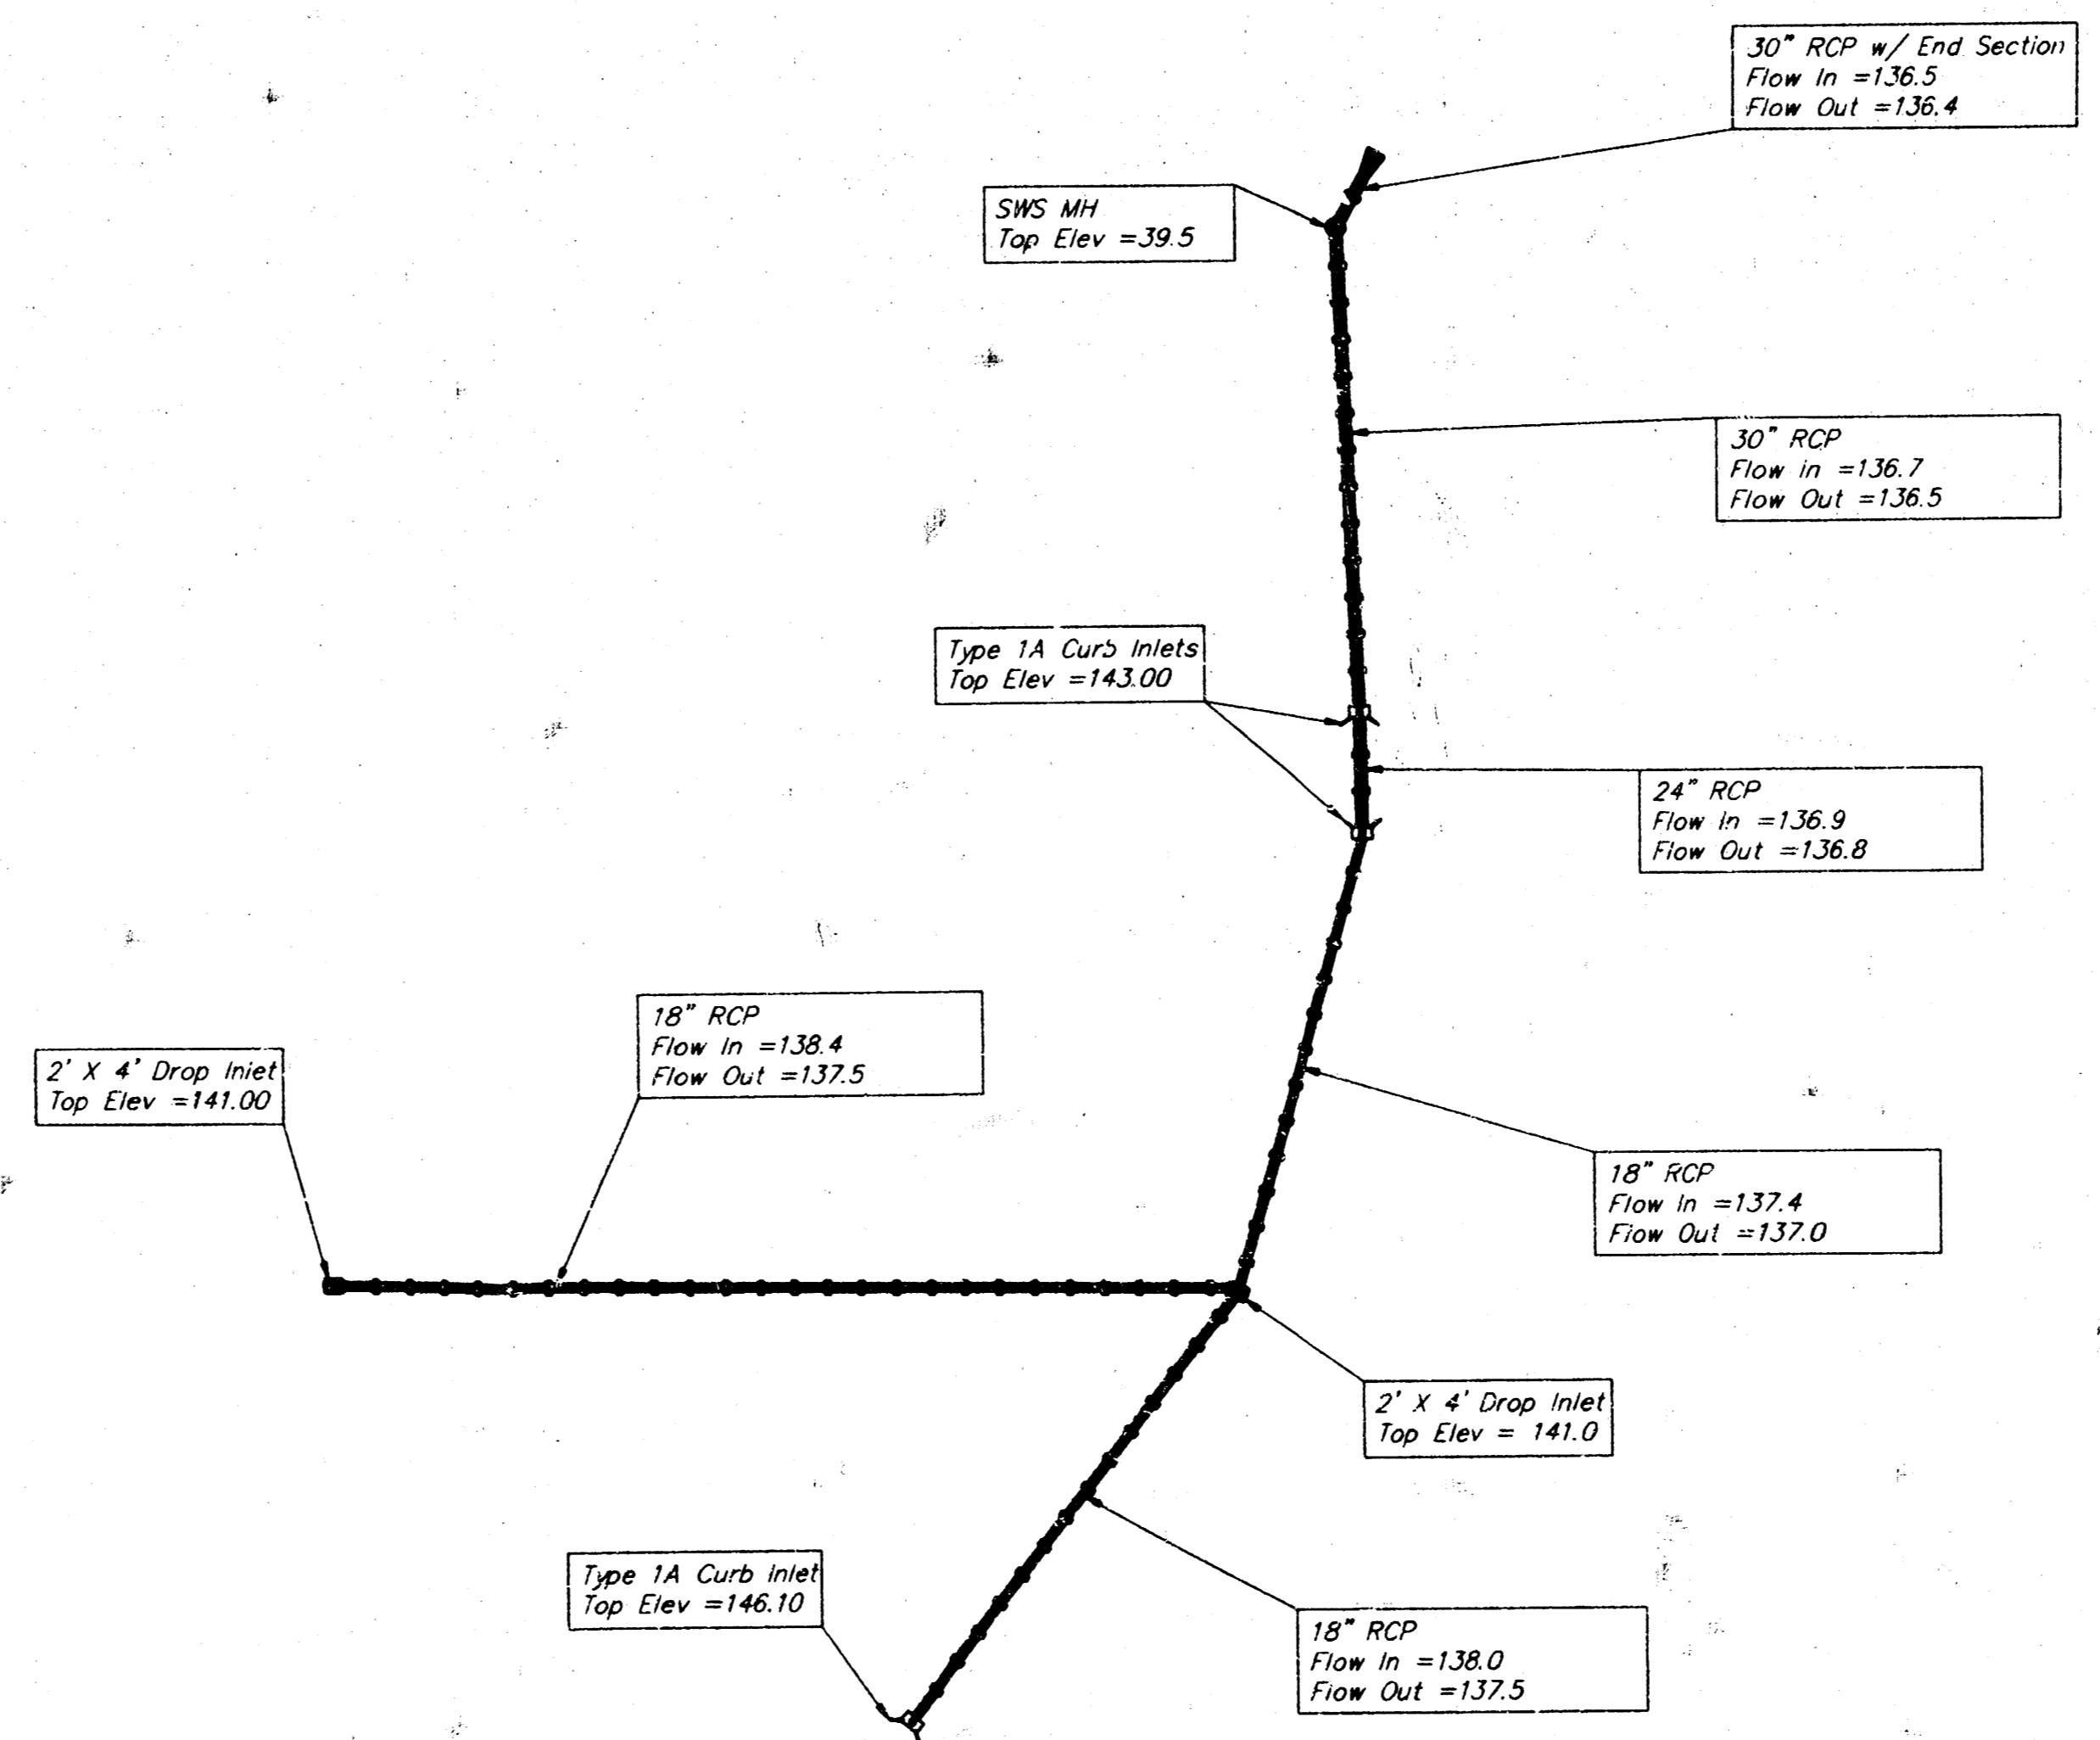 30" RCP w/ End Section
Flow In =136.5
Flow Out =136.4
SWS MH
Top Elev =39.5
30" RCP
Flow in =136.7
Flow Out =136.5
Type 1A Curb Inlets
Top Elev =143.00
24" RCP
Flow In =136.9
Flow Out =136.8
18" RCP
Flow In =138.4
Flow Out =137.5
2' X 4' Drop Inlet
Top Elev =141.00
18" RCP
Flow In =137.4
Flow Out =137.0
2' X 4' Drop Inlet
Top Elev = 141.0
Type 1A Curb Inlet
Top Elev =146.10
18" RCP
Flow In =138.0
Flow Out =137.5